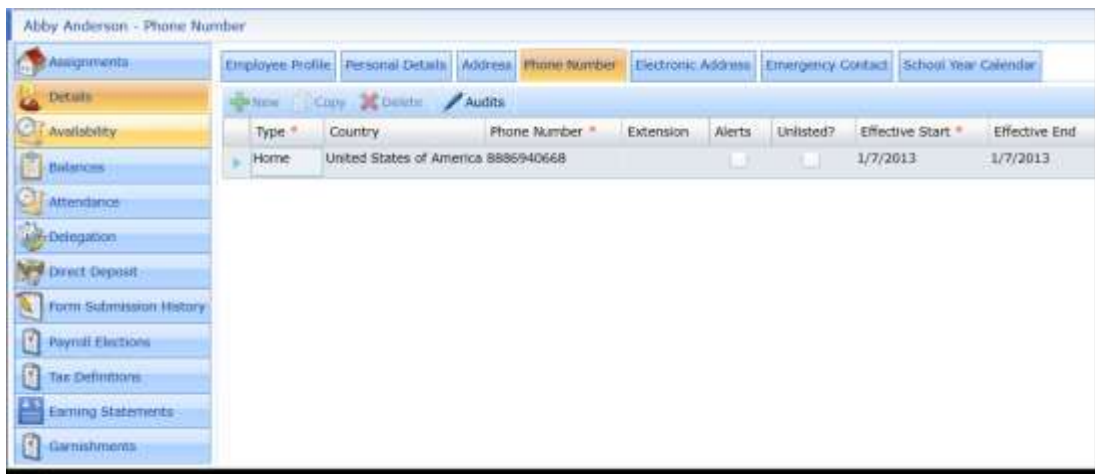 Abby Anderson - Phone Number
Assignments
Details
Availability
Balances
Attendance
Delegation
Direct Deposit
Form Submission History
Payroll Elections
Tax Definitions
Earning Statements
Garnishments
Employee Profile Personal Details Address Phone Number Electronic Address Emergency Contact School Year Calendar
New Copy Delete Audits
Type * Country Phone Number * Extension Alerts Unlisted? Effective Start * Effective End
Home United States of America 8886940668 1/7/2013 1/7/2013